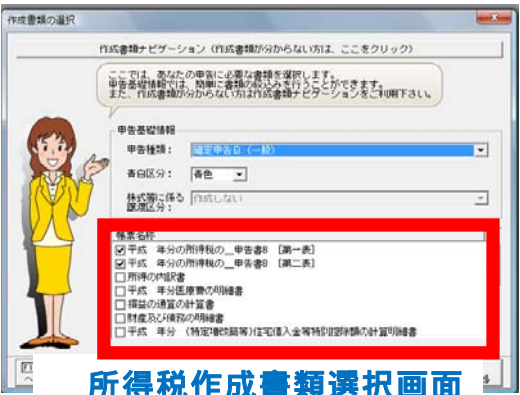 作成書類の選択
作成書類ナビゲーション（作成書類が分からない方は、ここをクリック）
ここでは、あなたの申告に必要な書類を選択します。
申告基礎情報では、簡単に書類の絞込みを行うことができます。
また、作成書類が分からない方は作成書類ナビゲーションをご利用下さい。
申告基礎情報
申告種類： 確定申告B（一般）
青白区分： 青色
株式等に係る 作成しない
譲渡区分：
帳票名称
平成 年分の所得税の__申告書B ［第一表］
平成 年分の所得税の__申告書B ［第二表］
所得の内訳書
平成 年分医療費の明細書
損益の通算の計算書
財産及び債務の明細書
平成 年分 （特定増改築等）住宅借入金等特別控除額の計算明細書
所得税作成書類選択画面